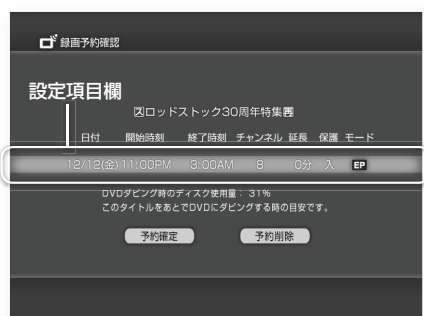 録画予約確認
設定項目欄
🅂ロッドストック30周年特集🈞
日付 開始時刻 終了時刻 チャンネル 延長 保護 モード
12/12(金) 11:00PM 3:00AM 8 0分 入 EP
DVDダビング時のディスク使用量： 31%
このタイトルをあとでDVDにダビングする時の目安です。
予約確定 予約削除